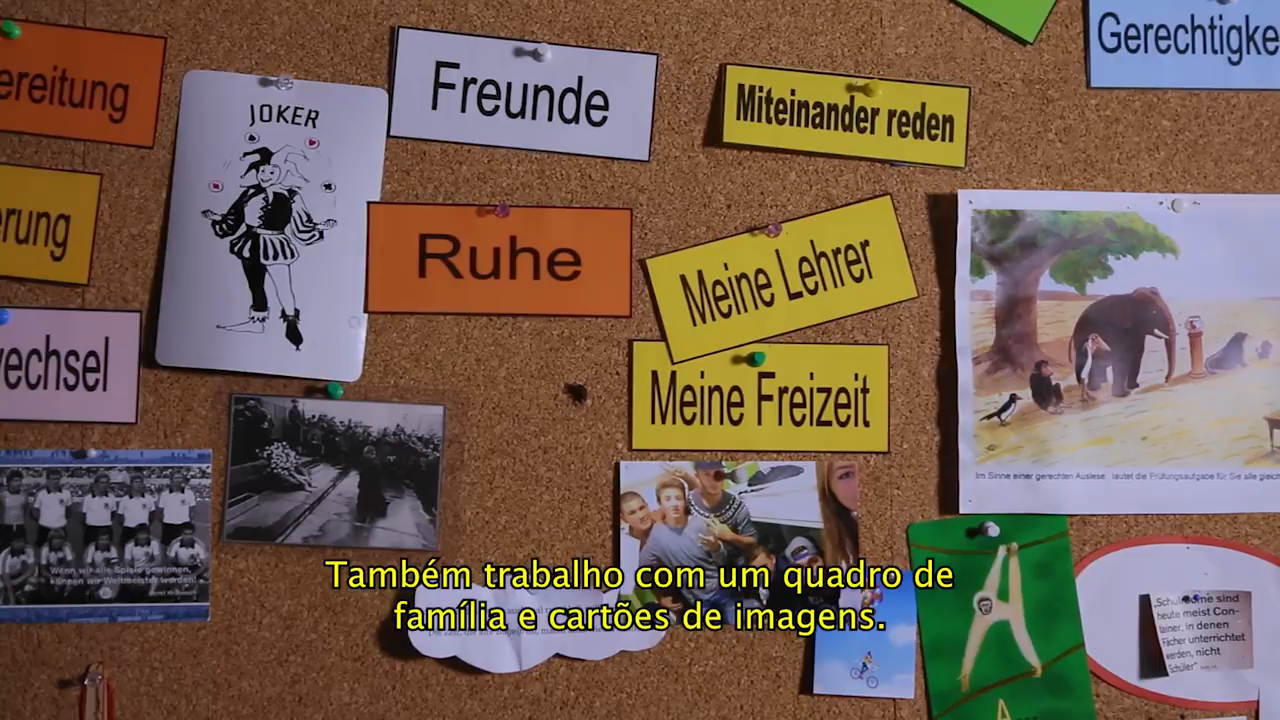 Gerechtigke
ereitung
JOKER
Freunde
Miteinander reden
erung
Ruhe
Meine Lehrer
wechsel
Meine Freizeit
Im Sinne einer gerechten Auslese lautet die Prüfungsaufgabe für Sie alle gleich
Wenn wir alle Spiele gewinnen,
können wir Weltmeister werden!
Também trabalho com um quadro de
família e cartões de imagens.
sind
heute meist Con-
tainer, in denen
Fächer unterrichtet
werden, nicht
Schüler"
A